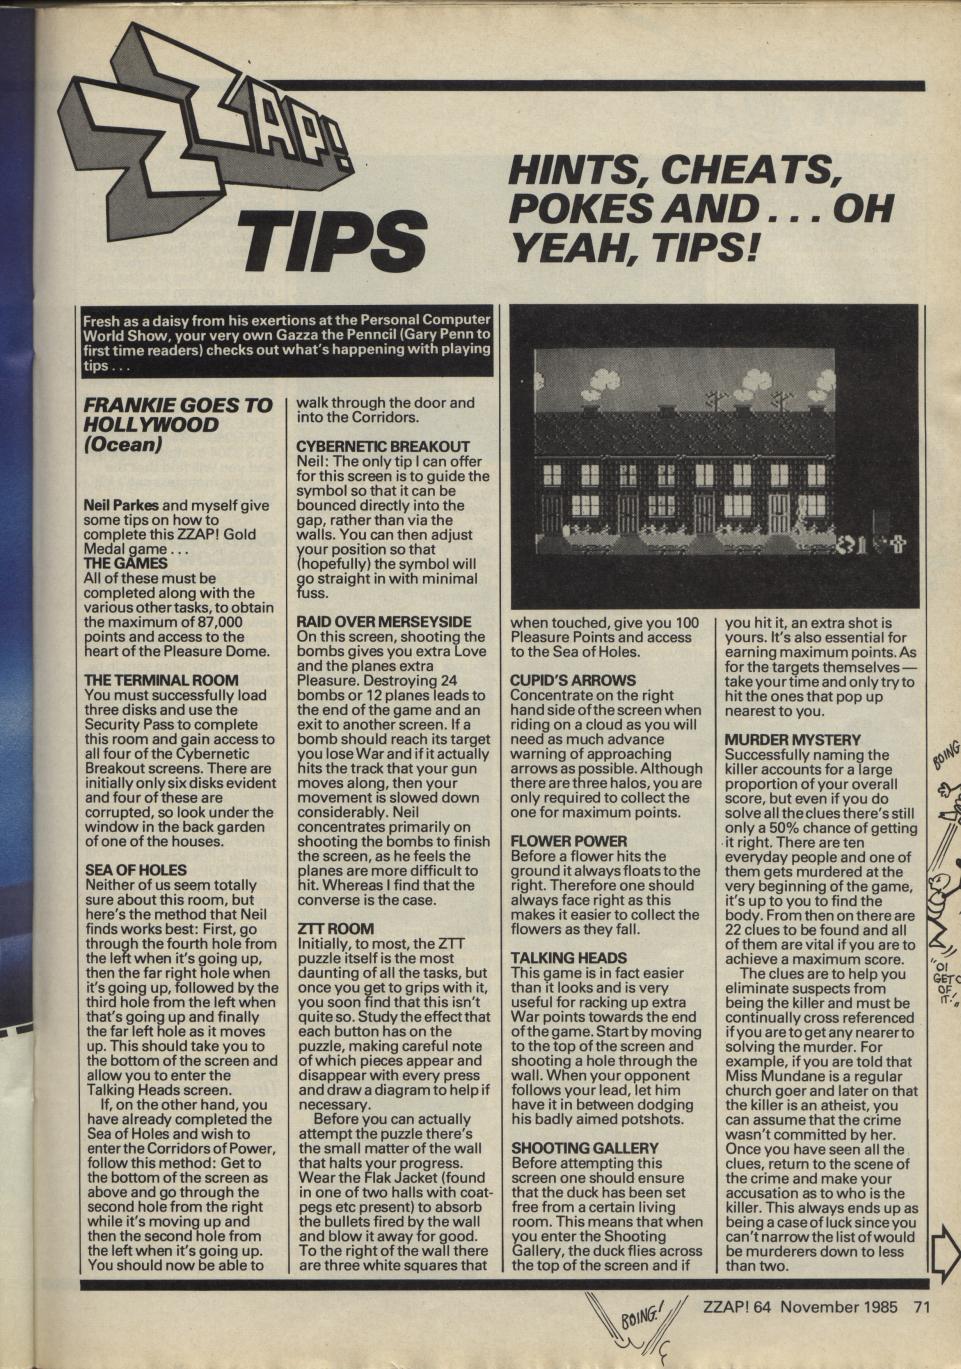 ZZAP!
TIPS
HINTS, CHEATS,
POKES AND . . . OH
YEAH, TIPS!
Fresh as a daisy from his exertions at the Personal Computer
World Show, your very own Gazza the Penncil (Gary Penn to
first time readers) checks out what's happening with playing
tips . . .
FRANKIE GOES TO
HOLLYWOOD
(Ocean)
Neil Parkes and myself give
some tips on how to
complete this ZZAP! Gold
Medal game . . .
THE GAMES
All of these must be
completed along with the
various other tasks, to obtain
the maximum of 87,000
points and access to the
heart of the Pleasure Dome.
THE TERMINAL ROOM
You must successfully load
three disks and use the
Security Pass to complete
this room and gain access to
all four of the Cybernetic
Breakout screens. There are
initially only six disks evident
and four of these are
corrupted, so look under the
window in the back garden
of one of the houses.
SEA OF HOLES
Neither of us seem totally
sure about this room, but
here's the method that Neil
finds works best: First, go
through the fourth hole from
the left when it's going up,
then the far right hole when
it's going up, followed by the
third hole from the left when
that's going up and finally
the far left hole as it moves
up. This should take you to
the bottom of the screen and
allow you to enter the
Talking Heads screen.
If, on the other hand, you
have already completed the
Sea of Holes and wish to
enter the Corridors of Power,
follow this method: Get to
the bottom of the screen as
above and go through the
second hole from the right
while it's moving up and
then the second hole from
the left when it's going up.
You should now be able to
walk through the door and
into the Corridors.
CYBERNETIC BREAKOUT
Neil: The only tip I can offer
for this screen is to guide the
symbol so that it can be
bounced directly into the
gap, rather than via the
walls. You can then adjust
your position so that
(hopefully) the symbol will
go straight in with minimal
fuss.
RAID OVER MERSEYSIDE
On this screen, shooting the
bombs gives you extra Love
and the planes extra
Pleasure. Destroying 24
bombs or 12 planes leads to
the end of the game and an
exit to another screen. If a
bomb should reach its target
you lose War and if it actually
hits the track that your gun
moves along, then your
movement is slowed down
considerably. Neil
concentrates primarily on
shooting the bombs to finish
the screen, as he feels the
planes are more difficult to
hit. Whereas I find that the
converse is the case.
ZTT ROOM
Initially, to most, the ZTT
puzzle itself is the most
daunting of all the tasks, but
once you get to grips with it,
you soon find that this isn't
quite so. Study the effect that
each button has on the
puzzle, making careful note
of which pieces appear and
disappear with every press
and draw a diagram to help if
necessary.
Before you can actually
attempt the puzzle there's
the small matter of the wall
that halts your progress.
Wear the Flak Jacket (found
in one of two halls with coat-
pegs etc present) to absorb
the bullets fired by the wall
and blow it away for good.
To the right of the wall there
are three white squares that
when touched, give you 100
Pleasure Points and access
to the Sea of Holes.
CUPID'S ARROWS
Concentrate on the right
hand side of the screen when
riding on a cloud as you will
need as much advance
warning of approaching
arrows as possible. Although
there are three halos, you are
only required to collect the
one for maximum points.
FLOWER POWER
Before a flower hits the
ground it always floats to the
right. Therefore one should
always face right as this
makes it easier to collect the
flowers as they fall.
TALKING HEADS
This game is in fact easier
than it looks and is very
useful for racking up extra
War points towards the end
of the game. Start by moving
to the top of the screen and
shooting a hole through the
wall. When your opponent
follows your lead, let him
have it in between dodging
his badly aimed potshots.
SHOOTING GALLERY
Before attempting this
screen one should ensure
that the duck has been set
free from a certain living
room. This means that when
you enter the Shooting
Gallery, the duck flies across
the top of the screen and if
you hit it, an extra shot is
yours. It's also essential for
earning maximum points. As
for the targets themselves—
take your time and only try to
hit the ones that pop up
nearest to you.
MURDER MYSTERY
Successfully naming the
killer accounts for a large
proportion of your overall
score, but even if you do
solve all the clues there's still
only a 50% chance of getting
it right. There are ten
everyday people and one of
them gets murdered at the
very beginning of the game,
it's up to you to find the
body. From then on there are
22 clues to be found and all
of them are vital if you are to
achieve a maximum score.
The clues are to help you
eliminate suspects from
being the killer and must be
continually cross referenced
if you are to get any nearer to
solving the murder. For
example, if you are told that
Miss Mundane is a regular
church goer and later on that
the killer is an atheist, you
can assume that the crime
wasn't committed by her.
Once you have seen all the
clues, return to the scene of
the crime and make your
accusation as to who is the
killer. This always ends up as
being a case of luck since you
can't narrow the list of would
be murderers down to less
than two.
BOING
"OI
GET O
OF
IT!"
BOING!
ZZAP! 64 November 1985 71